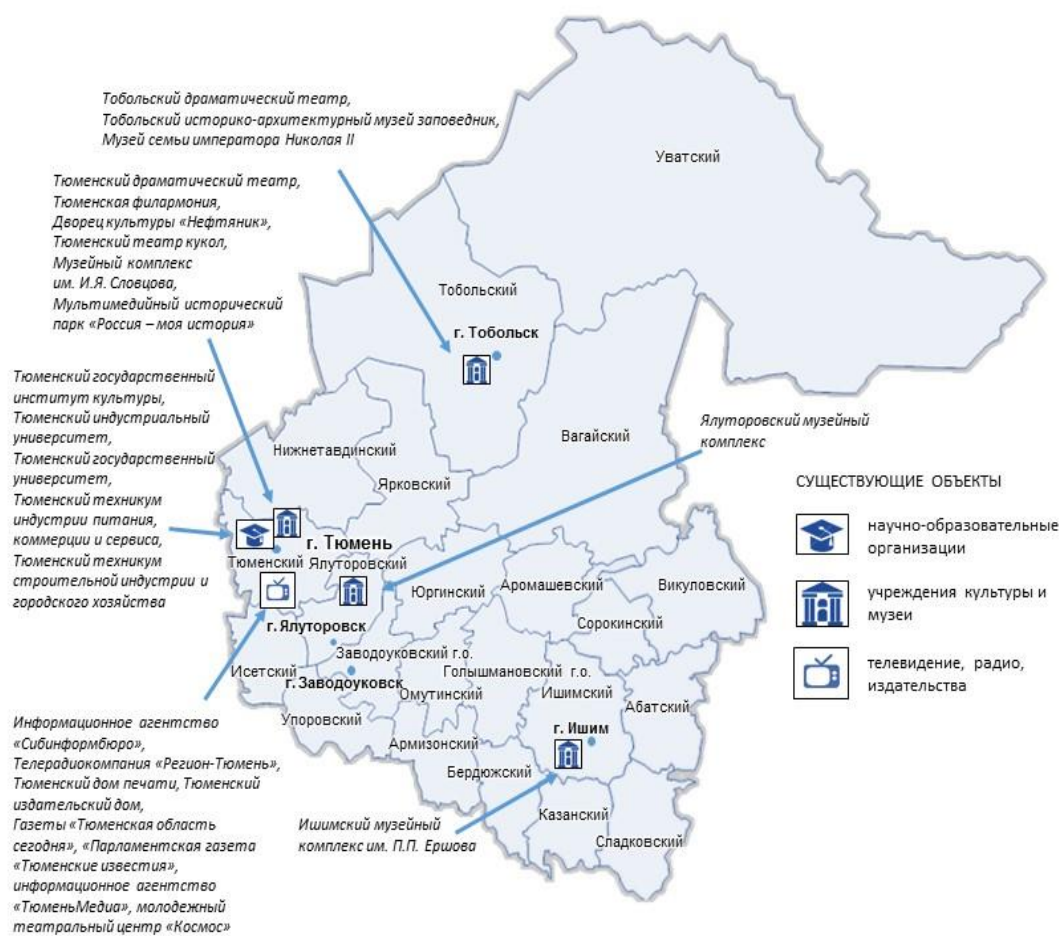 Тобольский драматический театр,
Тобольский историко-архитектурный музей заповедник,
Музей семьи императора Николая II
Тюменский драматический театр,
Тюменская филармония,
Дворец культуры «Нефтяник»,
Тюменский театр кукол,
Музейный комплекс
им. И.Я. Словцова,
Мультимедийный исторический
парк «Россия – моя история»
Тюменский государственный
институт культуры,
Тюменский индустриальный
университет,
Тюменский государственный
университет,
Тюменский техникум
индустрии питания,
коммерции и сервиса,
Тюменский техникум
строительной индустрии и
городского хозяйства
Информационное агентство
«Сибинформбюро»,
Телерадиокомпания «Регион-Тюмень»,
Тюменский дом печати, Тюменский
издательский дом,
Газеты «Тюменская область
сегодня», «Парламентская газета
«Тюменские известия»,
информационное агентство
«ТюменьМедиа», молодежный
театральный центр «Космос»
Ишимский музейный
комплекс им. П.П. Ершова
Ялуторовский музейный
комплекс
Уватский
Тобольский
г. Тобольск
Вагайский
Нижнетавдинский
Ярковский
г. Тюмень
Тюменский
Ялуторовский
Юргинский
Аромашевский
Викуловский
Сорокинский
г. Ялуторовск
Заводоуковский г.о.
Исетский
г. Заводоуковск
Голышмановский г.о.
Омутинский
Ишимский
Абатский
Упоровский
г. Ишим
Армизонский
Бердюжский
Казанский
Сладковский
СУЩЕСТВУЮЩИЕ ОБЪЕКТЫ
научно-образовательные
организации
учреждения культуры и
музеи
телевидение, радио,
издательства